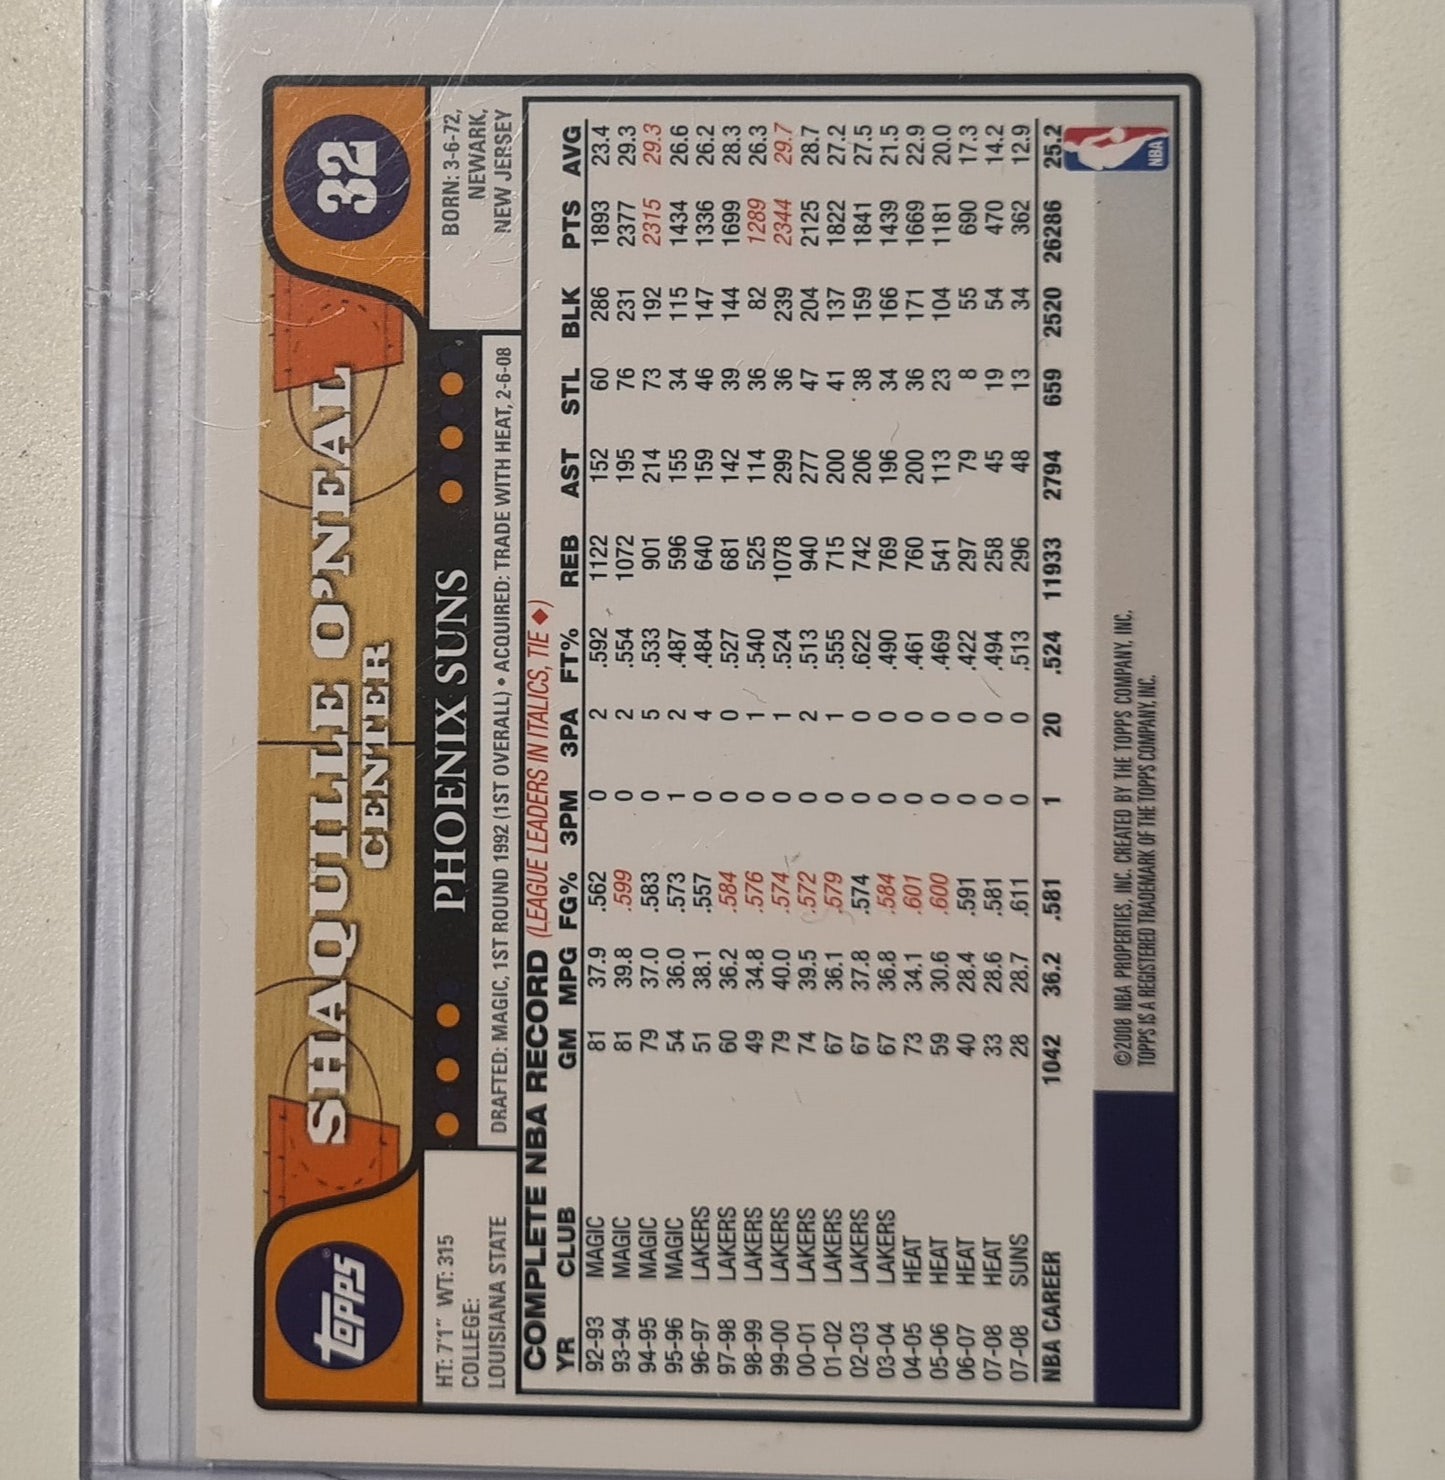 topps
SHAQUILLE O'NEAL
CENTER
32
PHOENIX SUNS
HT: 7'1" WT: 315
COLLEGE:
LOUISIANA STATE
BORN: 3-6-72,
NEWARK,
NEW JERSEY
DRAFTED: MAGIC, 1ST ROUND 1992 (1ST OVERALL) • ACQUIRED: TRADE WITH HEAT, 2-6-08
COMPLETE NBA RECORD (LEAGUE LEADERS IN ITALICS, TIE ◆)
YR CLUB GM MPG FG% 3PM 3PA FT% REB AST STL BLK PTS AVG
92-93 MAGIC 81 37.9 .562 0 2 .592 1122 152 60 286 1893 23.4
93-94 MAGIC 81 39.8 .599 0 2 .554 1072 195 76 231 2377 29.3
94-95 MAGIC 79 37.0 .583 0 5 .533 901 214 73 192 2315 29.3
95-96 MAGIC 54 36.0 .573 1 2 .487 596 155 34 115 1434 26.6
96-97 LAKERS 51 38.1 .557 0 4 .484 640 159 46 147 1336 26.2
97-98 LAKERS 60 36.2 .584 0 0 .527 681 142 39 144 1699 28.3
98-99 LAKERS 49 34.8 .576 0 1 .540 525 114 36 82 1289 26.3
99-00 LAKERS 79 40.0 .574 0 1 .524 1078 299 36 239 2344 29.7
00-01 LAKERS 74 39.5 .572 0 2 .513 940 277 47 204 2125 28.7
01-02 LAKERS 67 36.1 .579 0 1 .555 715 200 41 137 1822 27.2
02-03 LAKERS 67 37.8 .574 0 0 .622 742 206 38 159 1841 27.5
03-04 LAKERS 67 36.8 .584 0 0 .490 769 196 34 166 1439 21.5
04-05 HEAT 73 34.1 .601 0 0 .461 760 200 36 171 1669 22.9
05-06 HEAT 59 30.6 .600 0 0 .469 541 113 23 104 1181 20.0
06-07 HEAT 40 28.4 .591 0 0 .422 297 79 8 55 690 17.3
07-08 HEAT 33 28.6 .581 0 0 .494 258 45 19 54 470 14.2
07-08 SUNS 28 28.7 .611 0 0 .513 296 48 13 34 362 12.9
NBA CAREER 1042 36.2 .581 1 20 .524 11933 2794 659 2520 26286 25.2
©2008 NBA PROPERTIES, INC. CREATED BY THE TOPPS COMPANY, INC.
TOPPS IS A REGISTERED TRADEMARK OF THE TOPPS COMPANY, INC.
NBA